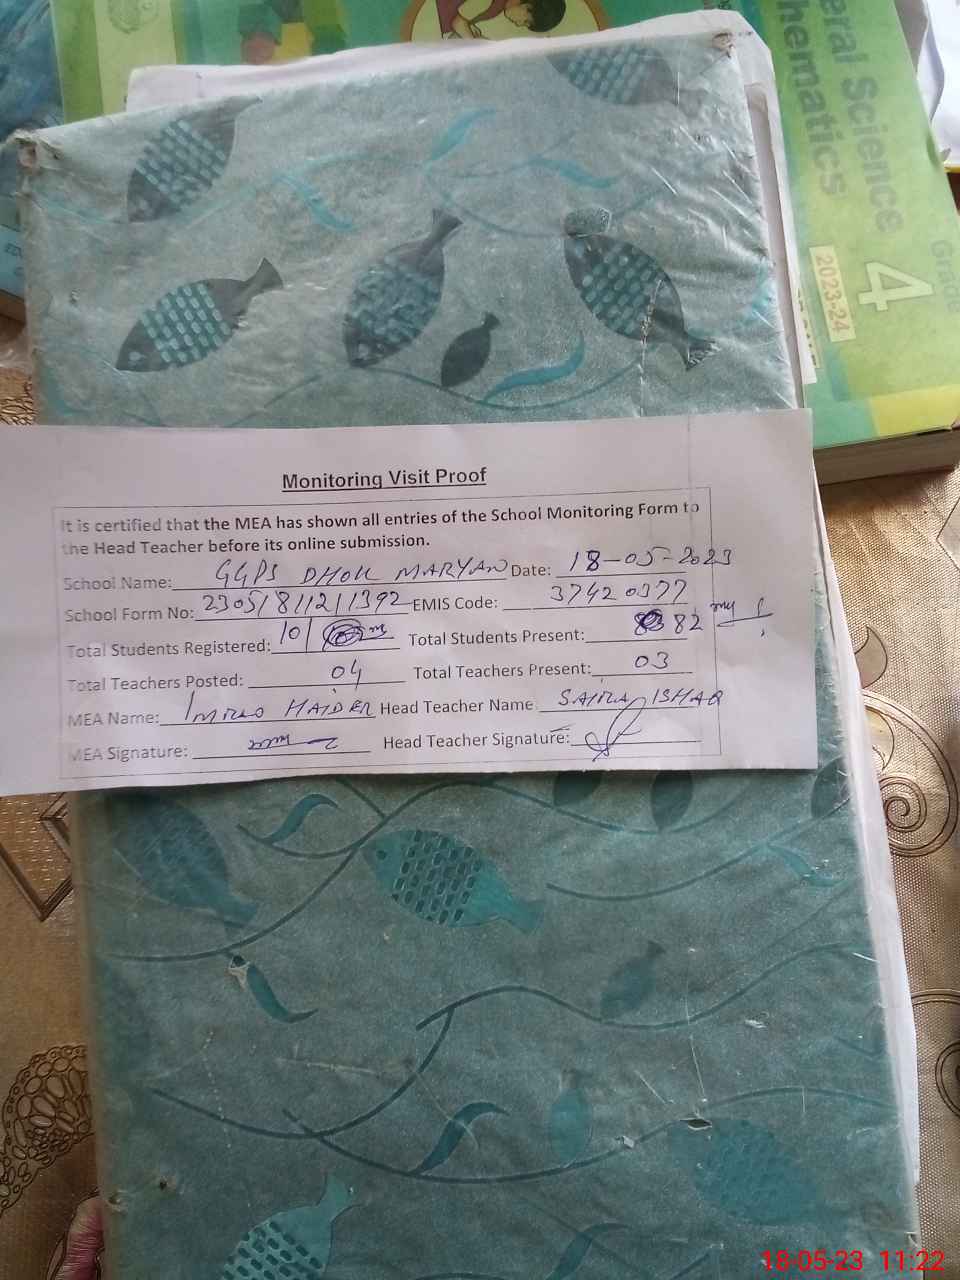 eral Science
hematics
4
Grade
2023-24
Monitoring Visit Proof
It is certified that the MEA has shown all entries of the School Monitoring Form to
the Head Teacher before its online submission.
School Name: GGPS DHOK MARYAN Date: 18-05-2023
School Form No: 2305/811211392 EMIS Code: 37420377
Total Students Registered: 101 Total Students Present: 82
Total Teachers Posted: 04 Total Teachers Present: 03
MEA Name: IMRAO HAIDER Head Teacher Name SAIRA ISHAQ
MEA Signature: Head Teacher Signature:
18-05-23 11:22